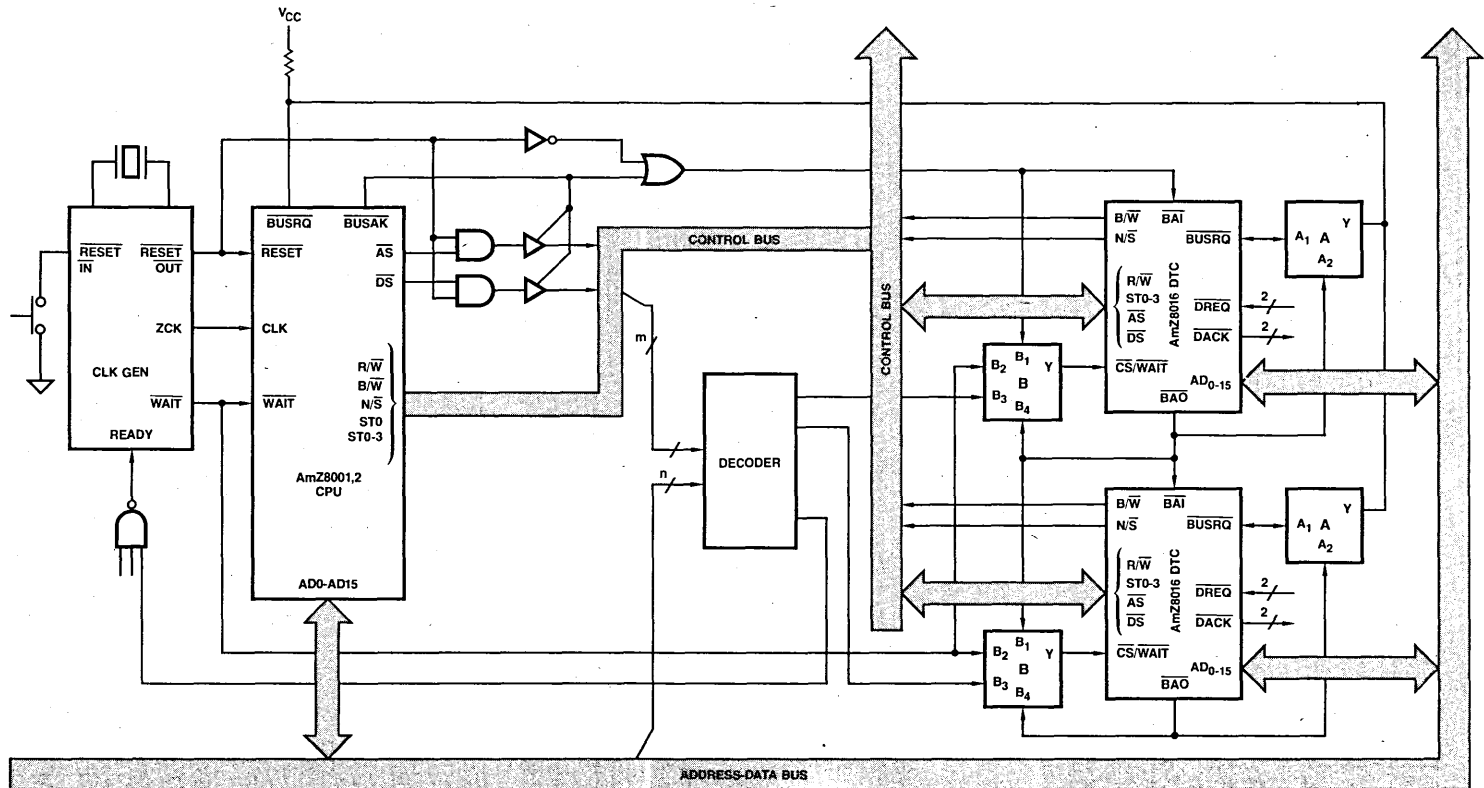 VCC
BUSRQ BUSAK
RESET IN
RESET OUT
ZCK
CLK GEN
WAIT
READY
RESET
AS
DS
CLK
R/W
B/W
N/S
ST0
ST0-3
WAIT
AmZ8001,2
CPU
AD0-AD15
CONTROL BUS
m
n
DECODER
CONTROL BUS
B/W BAI
N/S BUSRQ
R/W
ST0-3
AS
DS
AmZ8016 DTC
DREQ 2
DACK 2
CS/WAIT
AD0-15
BAO
A1 A Y
A2
B1
B2 Y
B
B3
B4
B/W BAI
N/S BUSRQ
R/W
ST0-3
AS
DS
AmZ8016 DTC
DREQ 2
DACK 2
CS/WAIT
AD0-15
BAO
A1 A Y
A2
B1
B2 Y
B
B3
B4
ADDRESS-DATA BUS